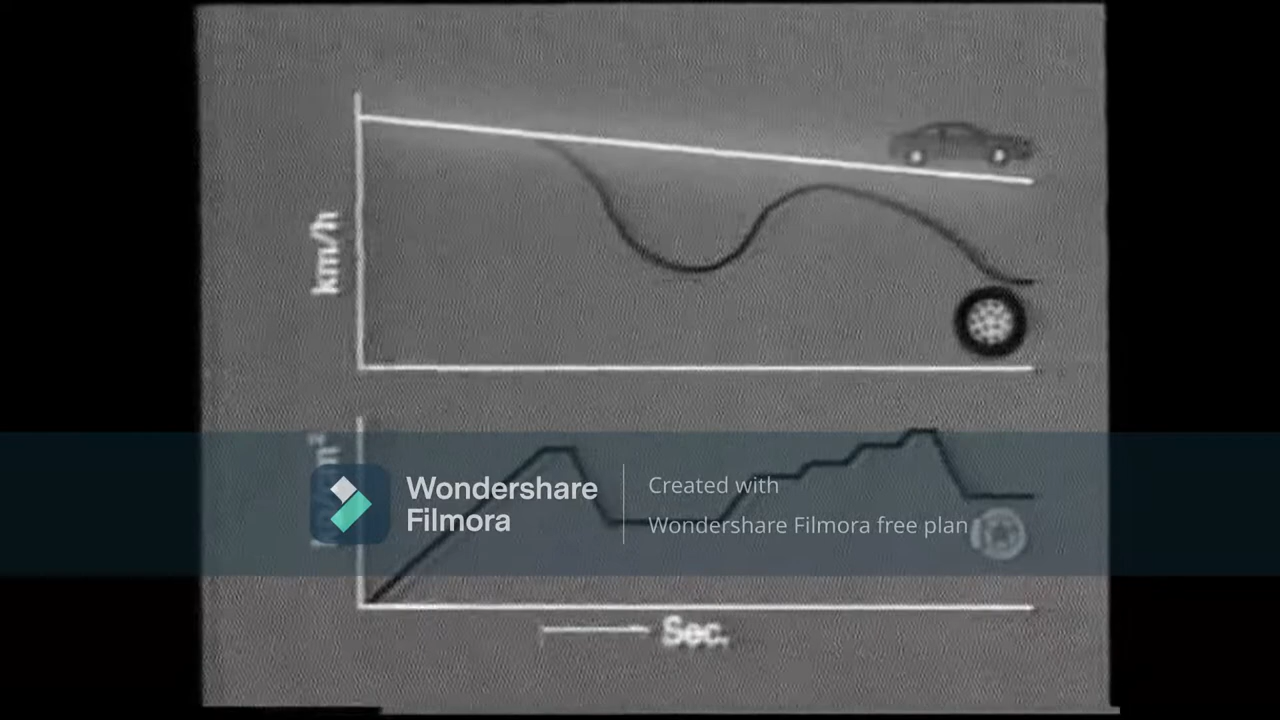 km/h
Wondershare
Filmora
Created with
Wondershare Filmora free plan
Sec.